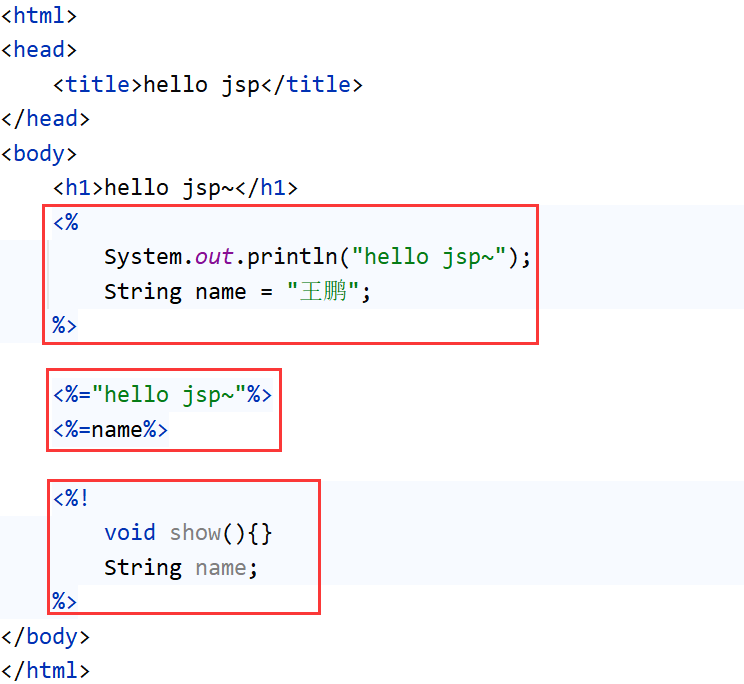 <html>
<head>
    <title>hello jsp</title>
</head>
<body>
    <h1>hello jsp~</h1>
    <%
        System.out.println("hello jsp~");
        String name = "王鹏";
    %>
    <%="hello jsp~"%>
    <%=name%>
    <%!
        void show(){}
        String name;
    %>
</body>
</html>